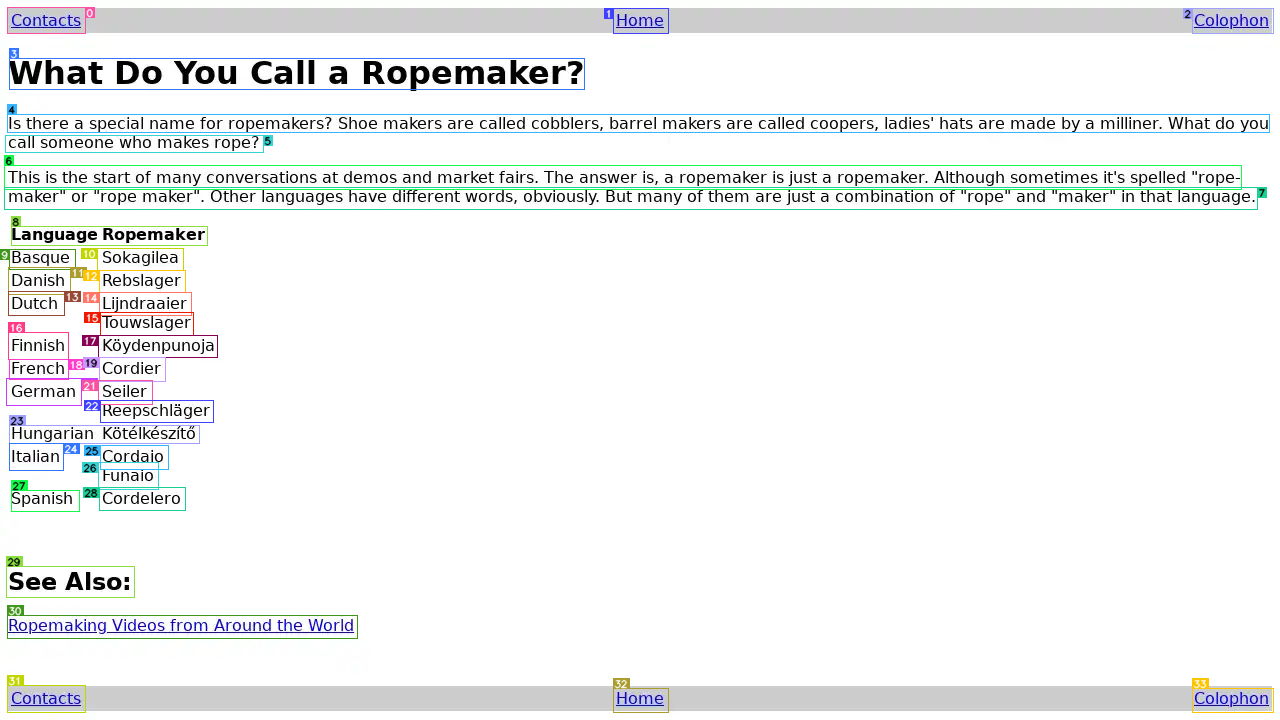 Contacts Home Colophon
What Do You Call a Ropemaker?
Is there a special name for ropemakers? Shoe makers are called cobblers, barrel makers are called coopers, ladies' hats are made by a milliner. What do you
call someone who makes rope?
This is the start of many conversations at demos and market fairs. The answer is, a ropemaker is just a ropemaker. Although sometimes it's spelled "rope-
maker" or "rope maker". Other languages have different words, obviously. But many of them are just a combination of "rope" and "maker" in that language.
Language Ropemaker
Basque Sokagilea
Danish Rebslager
Dutch Lijndraaier
Touwslager
Finnish Köydenpunoja
French Cordier
German Seiler
Reepschläger
Hungarian Kötélkészítő
Italian Cordaio
Funaio
Spanish Cordelero
See Also:
Ropemaking Videos from Around the World
Contacts Home Colophon